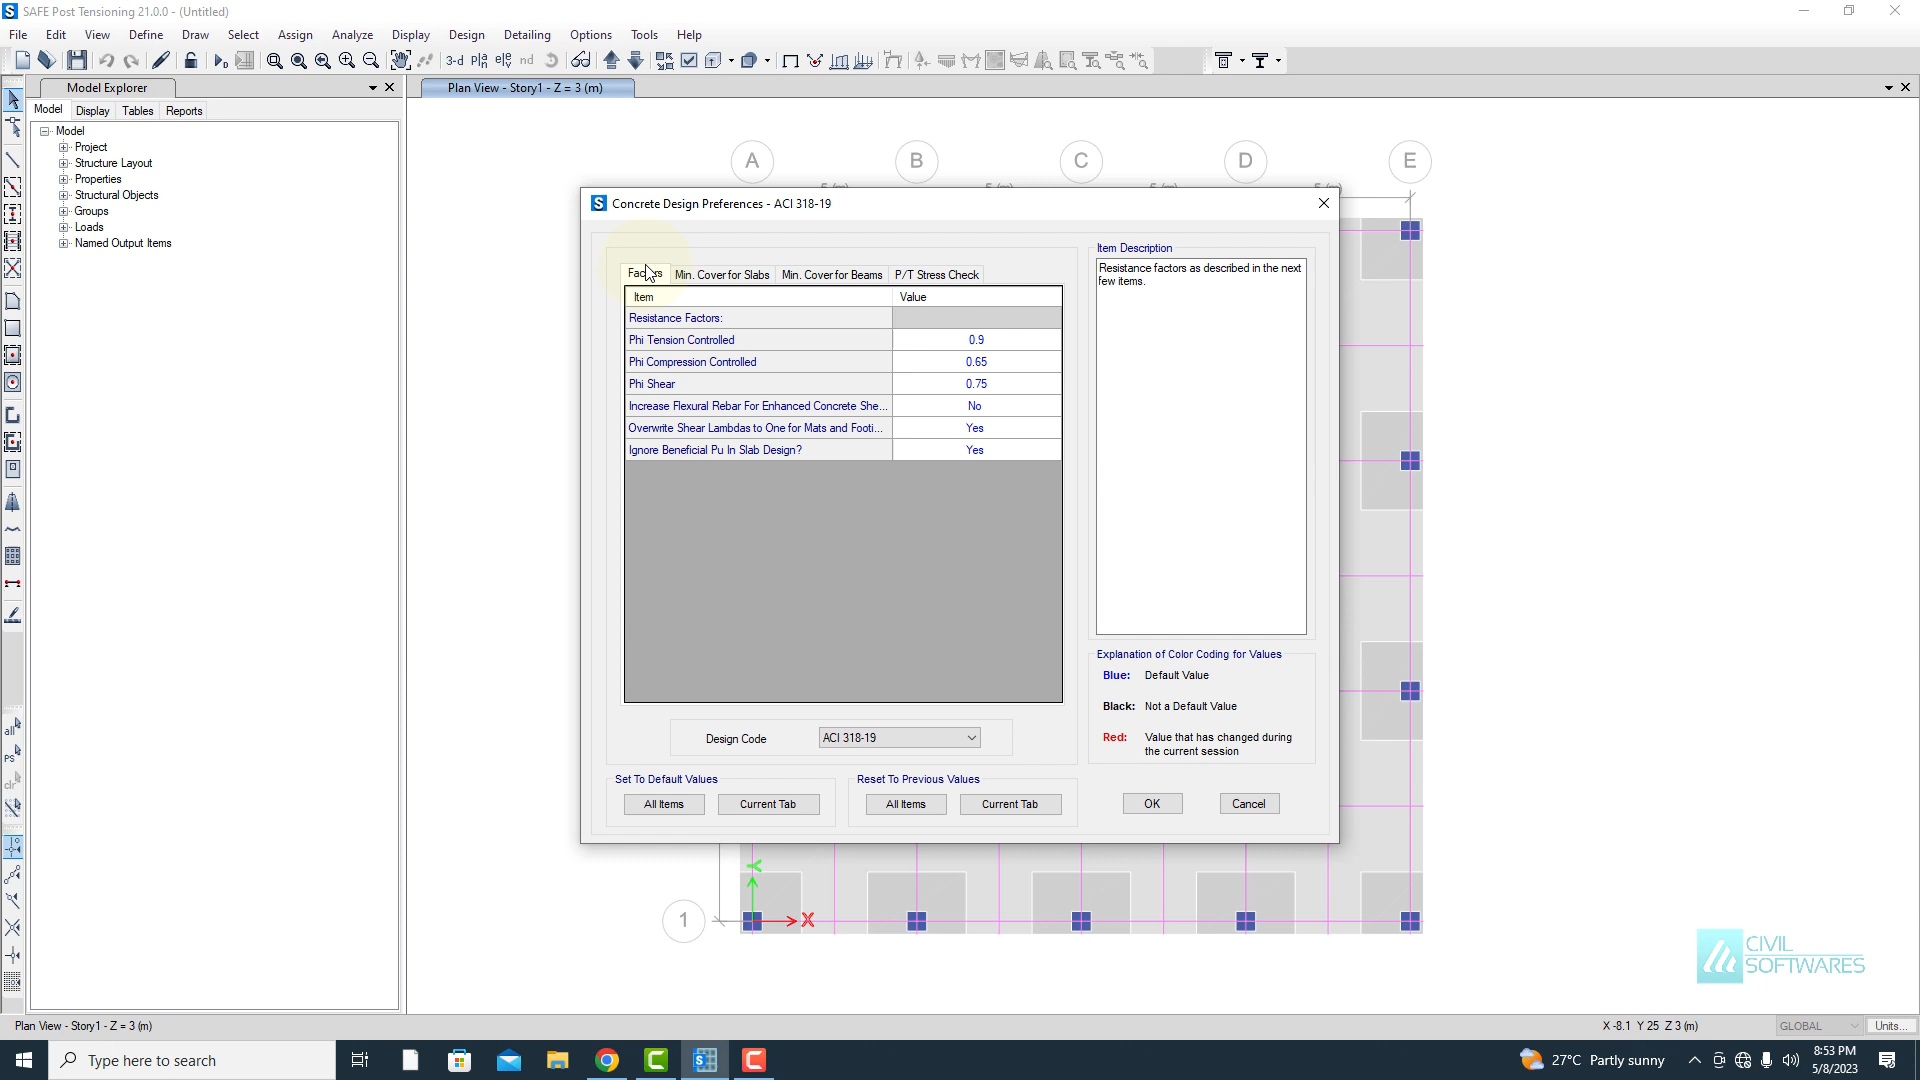 SAFE Post Tensioning 21.0.0 - (Untitled)
File Edit View Define Draw Select Assign Analyze Display Design Detailing Options Tools Help
3-d nd
Model Explorer
Plan View - Story1 - Z = 3 (m)
Model Display Tables Reports
Model
Project
Structure Layout
Properties
Structural Objects
Groups
Loads
Named Output Items
A B C D E
Concrete Design Preferences - ACI 318-19
Min. Cover for Slabs Min. Cover for Beams P/T Stress Check
Item Value
Resistance Factors:
Phi Tension Controlled 0.9
Phi Compression Controlled 0.65
Phi Shear 0.75
Increase Flexural Rebar For Enhanced Concrete She... No
Overwrite Shear Lambdas to One for Mats and Footi... Yes
Ignore Beneficial Pu In Slab Design? Yes
Item Description
Resistance factors as described in the next
few items.
Explanation of Color Coding for Values
Blue: Default Value
Black: Not a Default Value
Red: Value that has changed during
the current session
Design Code ACI 318-19
Set To Default Values
All Items Current Tab
Reset To Previous Values
All Items Current Tab
OK Cancel
Y
X
1
CIVIL
SOFTWARES
all
PS
Plan View - Story1 - Z = 3 (m)
X -8.1 Y 25 Z 3 (m)
GLOBAL
Units...
Type here to search
27°C Partly sunny
8:53 PM
5/8/2023